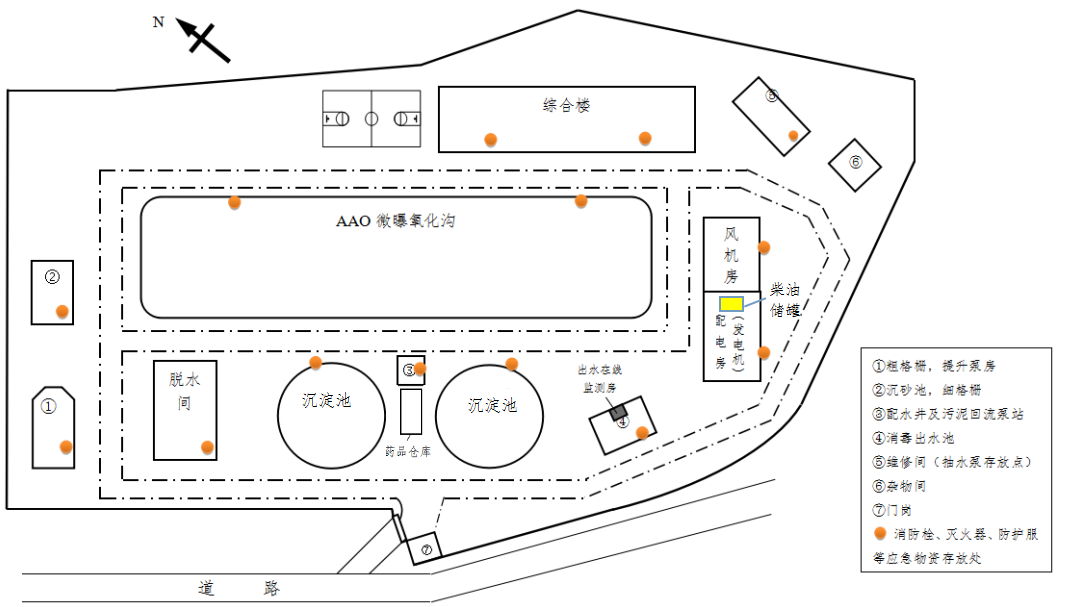 N
综合楼
⑤
⑥
AAO 微曝氧化沟
风
机
房
②
柴油
储罐
配
电
房
（发电机）
脱水
间
①
沉淀池
③
沉淀池
出水在线
监测房
④
药品仓库
⑦
道 路
①粗格栅，提升泵房
②沉砂池，细格栅
③配水井及污泥回流泵站
④消毒出水池
⑤维修间（抽水泵存放点）
⑥杂物间
⑦门岗
消防栓、灭火器、防护服
等应急物资存放处